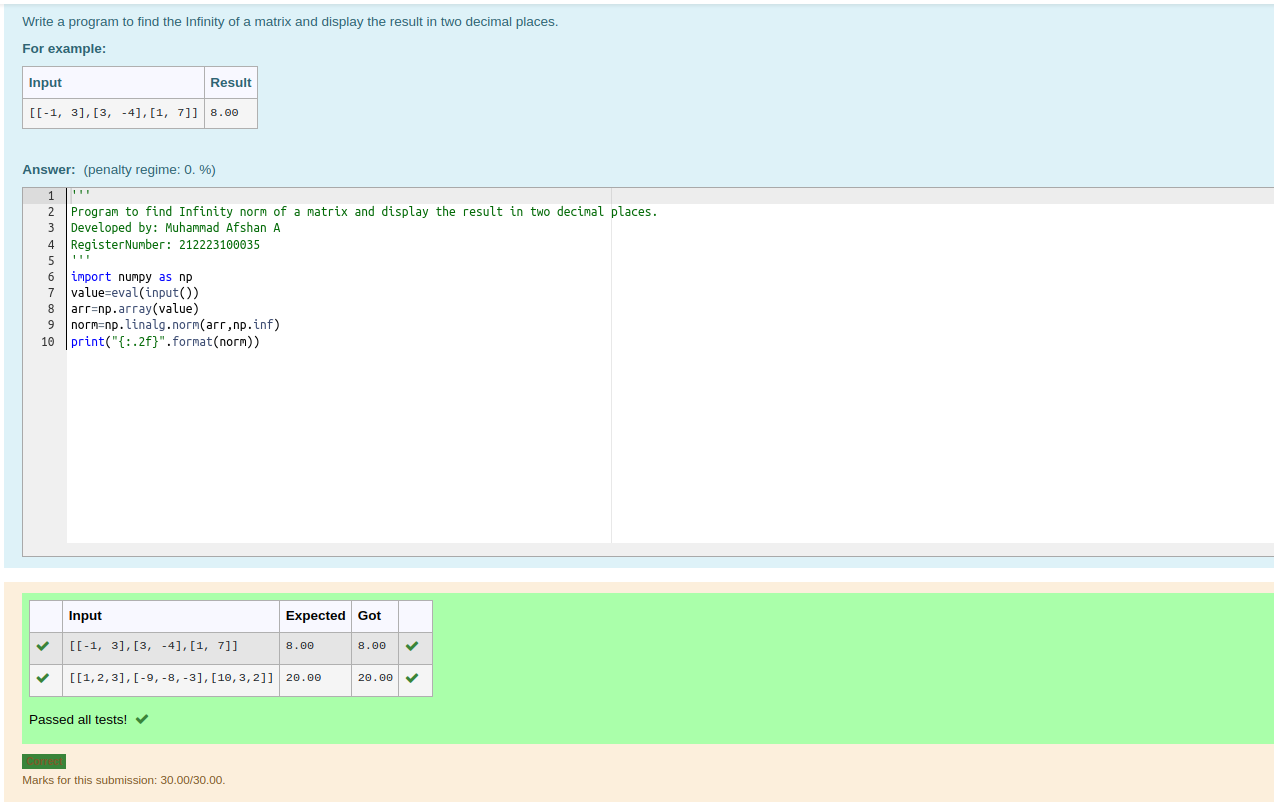 Write a program to find the Infinity of a matrix and display the result in two decimal places.
For example:
Input Result
[[-1, 3],[3, -4],[1, 7]] 8.00
Answer: (penalty regime: 0. %)
1 '''
2 Program to find Infinity norm of a matrix and display the result in two decimal places.
3 Developed by: Muhammad Afshan A
4 RegisterNumber: 212223100035
5 '''
6 import numpy as np
7 value=eval(input())
8 arr=np.array(value)
9 norm=np.linalg.norm(arr,np.inf)
10 print("{:.2f}".format(norm))
Input Expected Got
[[-1, 3],[3, -4],[1, 7]] 8.00 8.00
[[1,2,3],[-9,-8,-3],[10,3,2]] 20.00 20.00
Passed all tests!
Correct
Marks for this submission: 30.00/30.00.